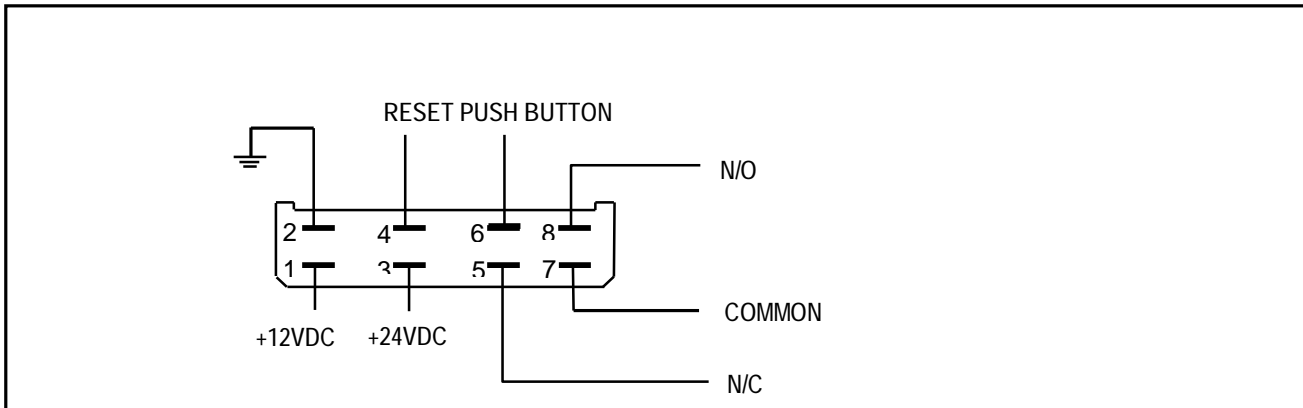 RESET PUSH BUTTON
N/O
2 4 6 8
1 3 5 7
COMMON
+12VDC +24VDC
N/C